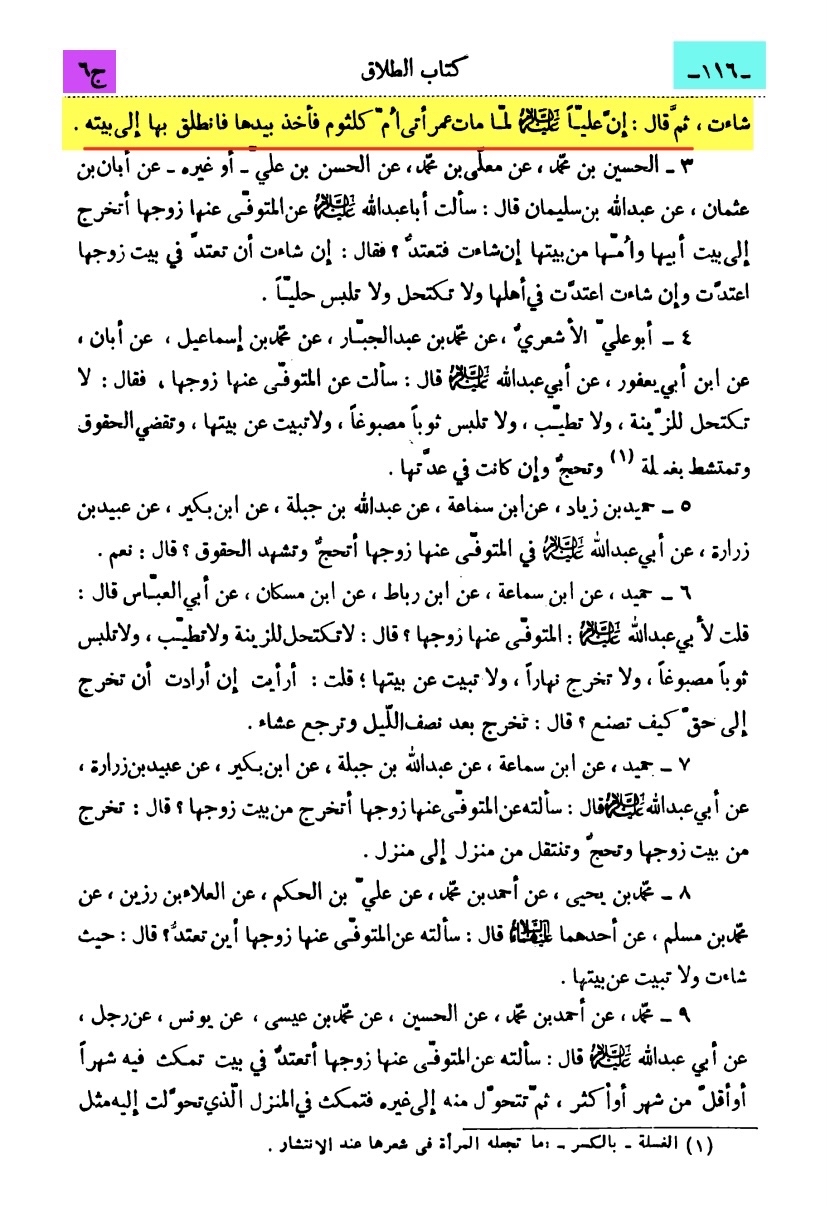 ج٦ كتاب الطلاق -١١٦-
شاءت ، ثمَّ قال : إنَّ عليّاً عليه السلام لمّا مات عمر أتى اُمّ كلثوم فأخذ بيدها فانطلق بها إلى بيته .
٣ ـ الحسين بن محمّد ، عن معلّى بن محمّد ، عن الحسن بن عليّ ـ أو غيره ـ عن أبان بن
عثمان ، عن عبدالله بن سليمان قال : سألت أبا عبدالله عليه السلام عن المتوفّى عنها زوجها أتخرج
إلى بيت أبيها واُمّها من بيتها إن شاءت فتعتدُّ ؟ فقال : إن شاءت أن تعتدَّ في بيت زوجها
اعتدَّت وإن شاءت اعتدَّت في أهلها ولا تكتحل ولا تلبس حليّاً .
٤ ـ أبو عليّ الأشعريُّ ، عن محمّد بن عبدالجبّار ، عن محمّد بن إسماعيل ، عن أبان ،
عن ابن أبي يعفور ، عن أبي عبدالله عليه السلام قال : سألت عن المتوفّى عنها زوجها ، فقال : لا
تكتحل للزّينة ، ولا تطيّب ، ولا تلبس ثوباً مصبوغاً ، ولا تبيت عن بيتها ، وتقضي الحقوق
وتمتشط بغسلة (١) وتحجُّ وإن كانت في عدَّتها .
٥ ـ حميد بن زياد ، عن ابن سماعة ، عن عبدالله بن جبلة ، عن ابن بكير ، عن عبيد بن
زرارة ، عن أبي عبدالله عليه السلام في المتوفّى عنها زوجها أتحجُّ وتشهد الحقوق ؟ قال : نعم .
٦ ـ حميد ، عن ابن سماعة ، عن ابن رباط ، عن ابن مسكان ، عن أبي العبّاس قال :
قلت لأبي عبدالله عليه السلام : المتوفّى عنها زوجها ؟ قال : لا تكتحل للزينة ولا تطيّب ، ولا تلبس
ثوباً مصبوغاً ، ولا تخرج نهاراً ، ولا تبيت عن بيتها ؛ قلت : أرأيت إن أرادت أن تخرج
إلى حقّ كيف تصنع ؟ قال : تخرج بعد نصف اللّيل وترجع عشاء .
٧ ـ حميد ، عن ابن سماعة ، عن عبدالله بن جبلة ، عن ابن بكير ، عن عبيد بن زرارة ،
عن أبي عبدالله عليه السلام قال : سألته عن المتوفّى عنها زوجها أتخرج من بيت زوجها ؟ قال : تخرج
من بيت زوجها وتحجُّ وتنتقل من منزل إلى منزل .
٨ ـ محمّد بن يحيى ، عن أحمد بن محمّد ، عن عليّ بن الحكم ، عن العلاء بن رزين ، عن
محمّد بن مسلم ، عن أحدهما عليهما السلام قال : سألته عن المتوفّى عنها زوجها أين تعتدُّ ؟ قال : حيث
شاءت ولا تبيت عن بيتها .
٩ ـ محمّد ، عن أحمد بن محمّد ، عن الحسين ، عن محمّد بن عيسى ، عن يونس ، عن رجل ،
عن أبي عبدالله عليه السلام قال : سألته عن المتوفّى عنها زوجها أتعتدُّ في بيت تمكث فيه شهراً
أو أقلّ من شهر أو أكثر ، ثمَّ تتحوَّل منه إلى غيره فتمكث في المنزل الّذي تحوَّلت إليه مثل
(١) الغسلة ـ بالكسر ـ : ما تجعله المرأة في شعرها عند الانتشار .